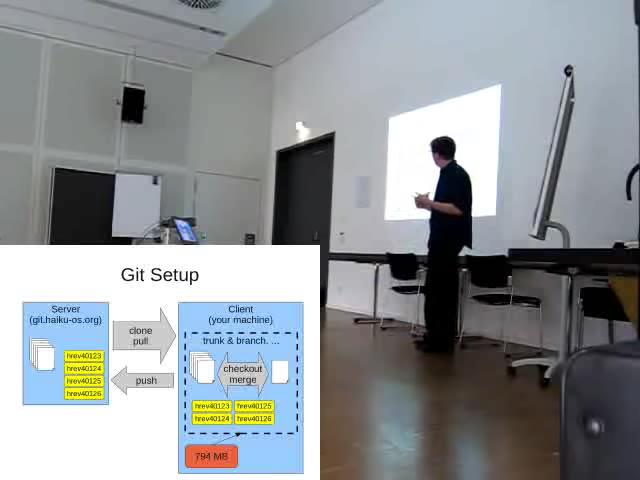 Git Setup
Server
(git.haiku-os.org)
hrev40123
hrev40124
hrev40125
hrev40126
clone
pull
push
Client
(your machine)
trunk & branch. ...
checkout
merge
hrev40123 hrev40125
hrev40124 hrev40126
794 MB